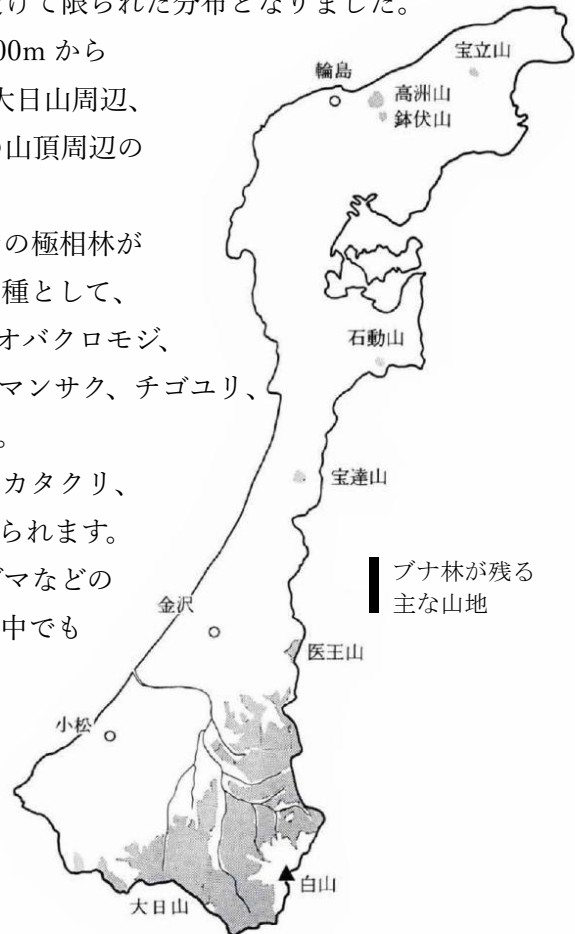 けて限られた分布となりました。
00m から
大日山周辺、
山頂周辺の
の極相林が
種として、
オバクロモジ、
マンサク、チゴユリ、
。
カタクリ、
られます。
グマなどの
中でも
宝立山
輪島
高洲山
鉢伏山
石動山
宝達山
ブナ林が残る
主な山地
金沢
医王山
小松
白山
大日山